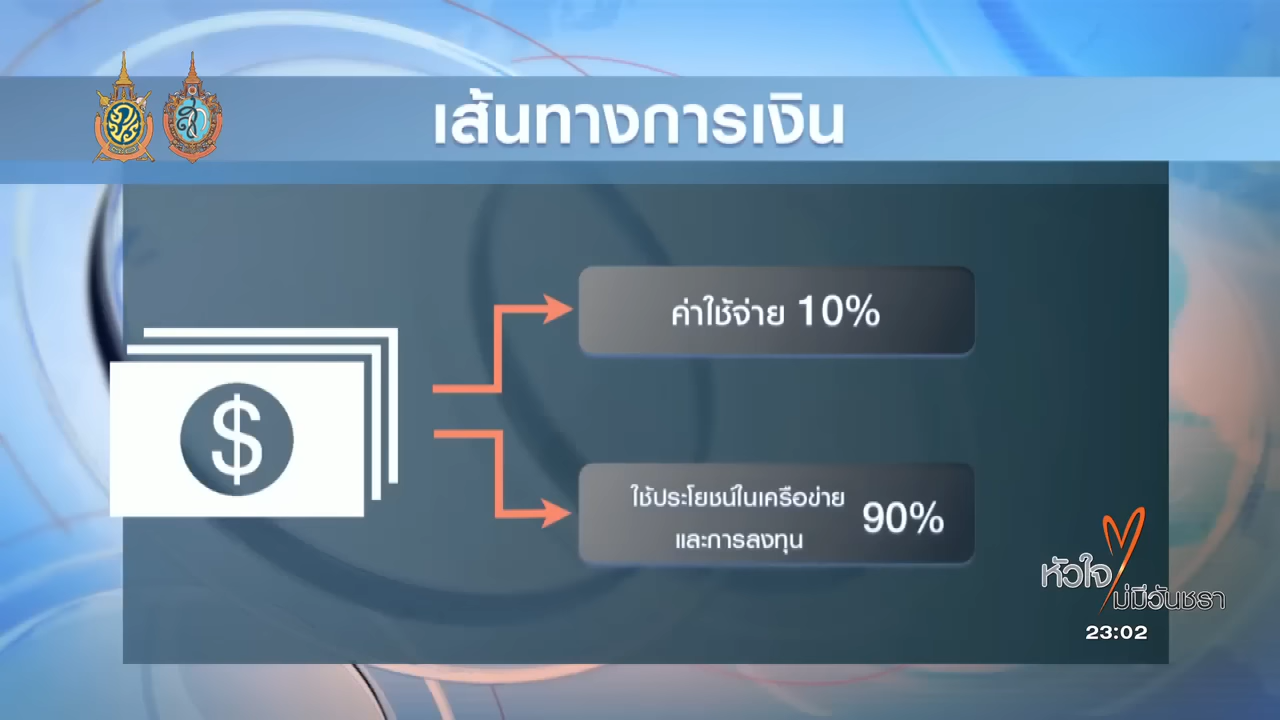 เส้นทางการเงิน
$
ค่าใช้จ่าย 10%
ใช้ประโยชน์ในเครือข่าย
และการลงทุน
90%
หัวใจ
ไม่มีวันชรา
23:02